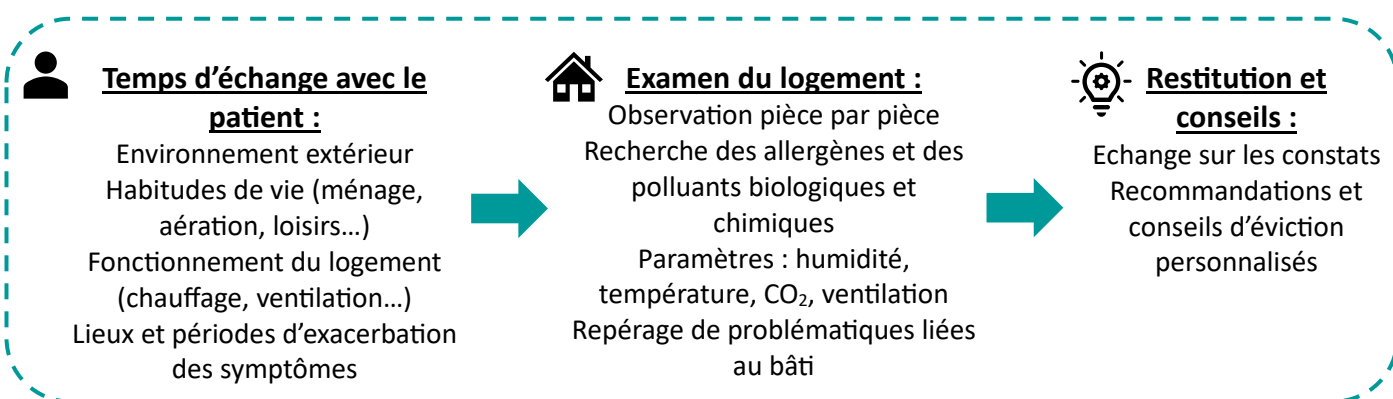 Temps d’échange avec le
patient :
Environnement extérieur
Habitudes de vie (ménage,
aération, loisirs…)
Fonctionnement du logement
(chauffage, ventilation…)
Lieux et périodes d’exacerbation
des symptômes
Examen du logement :
Observation pièce par pièce
Recherche des allergènes et des
polluants biologiques et
chimiques
Paramètres : humidité,
température, CO₂, ventilation
Repérage de problématiques liées
au bâti
Restitution et
conseils :
Echange sur les constats
Recommandations et
conseils d’éviction
personnalisés